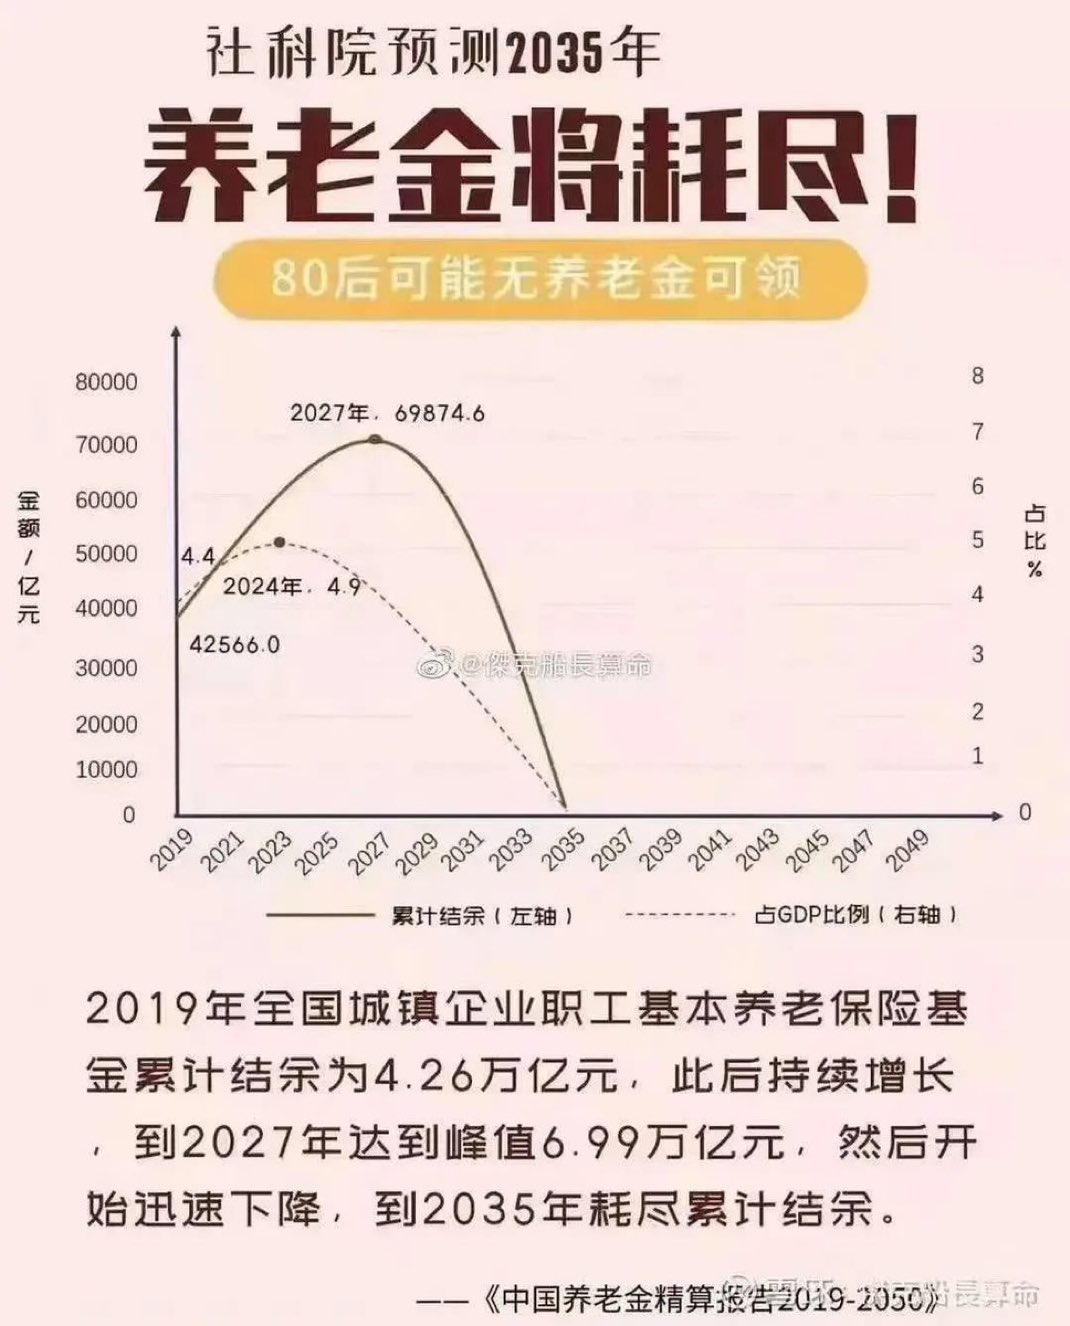 社科院预测2035年
养老金将耗尽!
80后可能无养老金可领
80000
8
2027年，69874.6
70000
7
60000
6
金额/亿元
占比%
50000
5
4.4
2024年，4.9
40000
4
42566.0
30000
3
@傑克船長算命
20000
2
10000
1
0
0
2019
2021
2023
2025
2027
2029
2031
2033
2035
2037
2039
2041
2043
2045
2047
2049
累计结余(左轴)
占GDP比例(右轴)
2019年全国城镇企业职工基本养老保险基
金累计结余为4.26万亿元，此后持续增长
，到2027年达到峰值6.99万亿元，然后开
始迅速下降，到2035年耗尽累计结余。
——《中国养老金精算报告2019-2050》
雪球：傑克船長算命